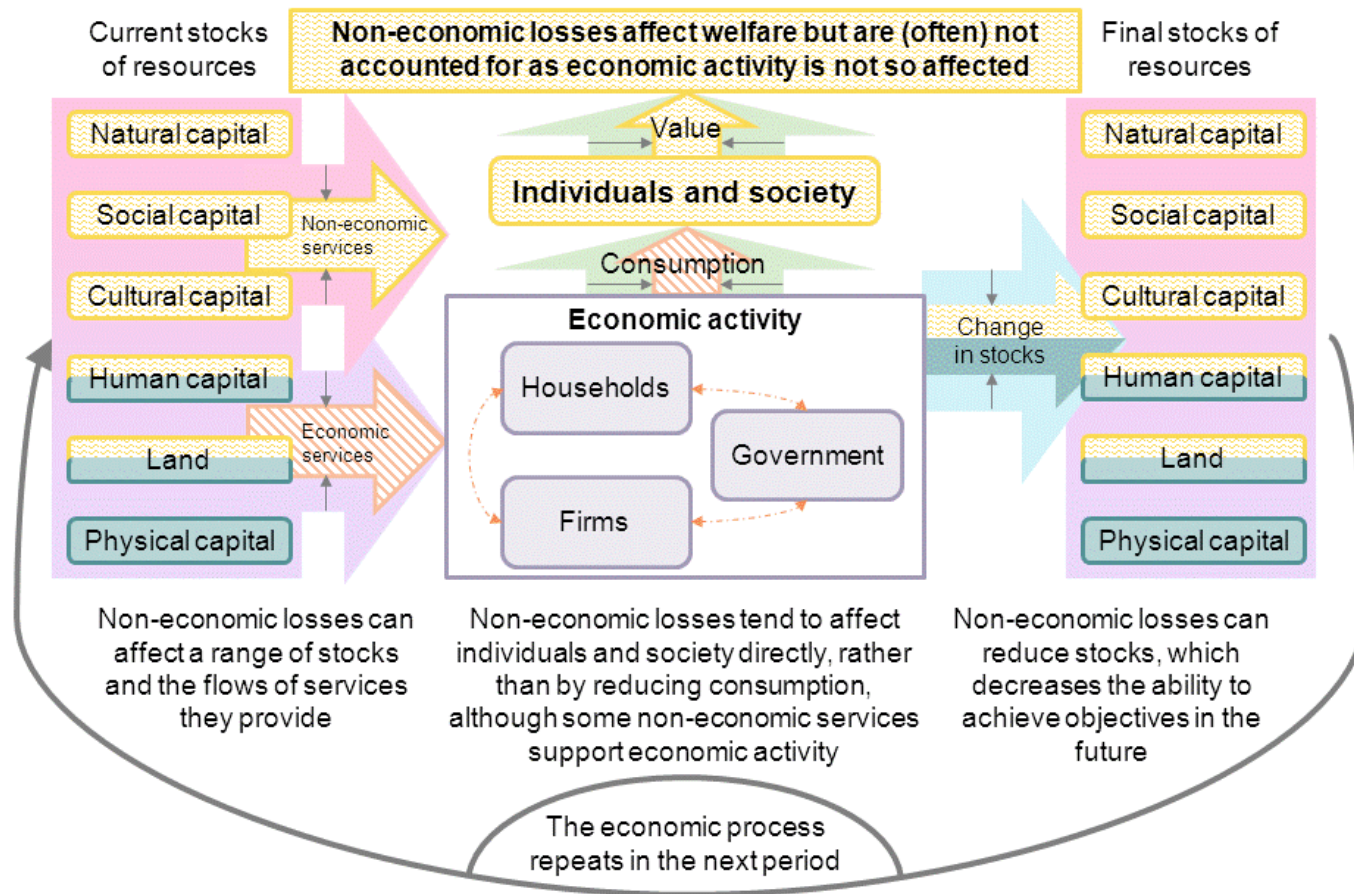 Current stocks
of resources
Non-economic losses affect welfare but are (often) not
accounted for as economic activity is not so affected
Final stocks of
resources
Natural capital
Social capital
Cultural capital
Human capital
Land
Physical capital
Non-economic
services
Economic
services
Value
Individuals and society
Consumption
Economic activity
Households
Government
Firms
Change
in stocks
Natural capital
Social capital
Cultural capital
Human capital
Land
Physical capital
Non-economic losses can
affect a range of stocks
and the flows of services
they provide
Non-economic losses tend to affect
individuals and society directly, rather
than by reducing consumption,
although some non-economic services
support economic activity
Non-economic losses can
reduce stocks, which
decreases the ability to
achieve objectives in the
future
The economic process
repeats in the next period